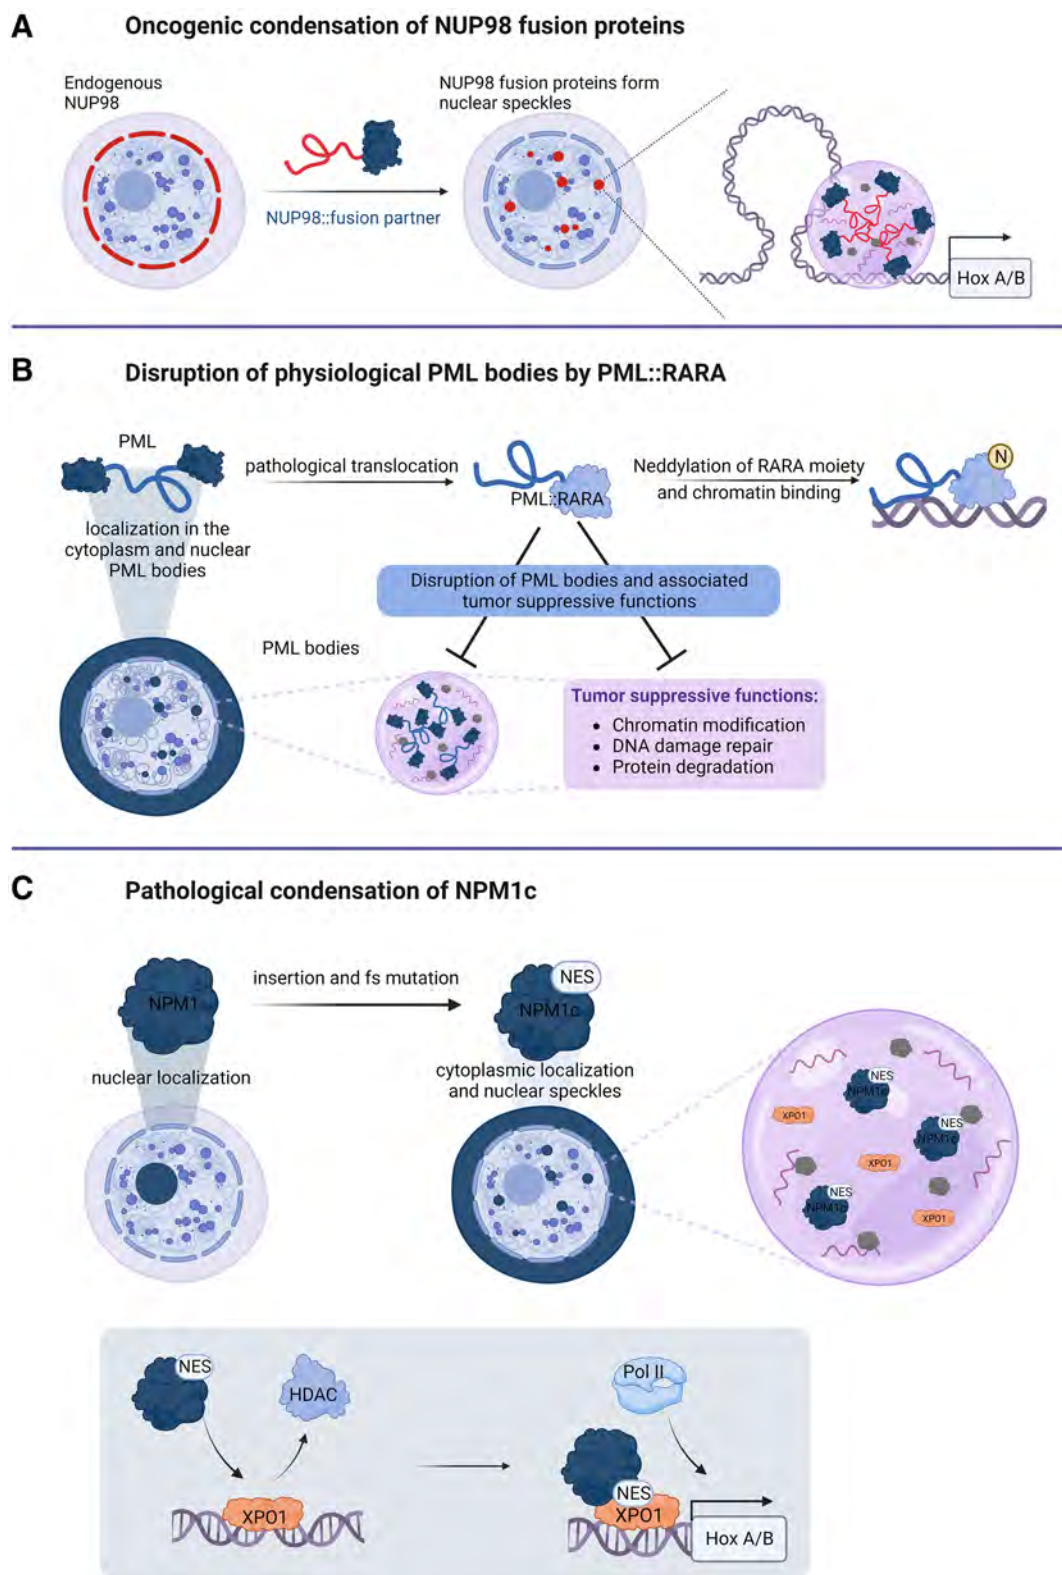 A
Oncogenic condensation of NUP98 fusion proteins
Endogenous
NUP98
NUP98::fusion partner
NUP98 fusion proteins form
nuclear speckles
Hox A/B
B
Disruption of physiological PML bodies by PML::RARA
PML
localization in the
cytoplasm and nuclear
PML bodies
pathological translocation
PML::RARA
Neddylation of RARA moiety
and chromatin binding
N
Disruption of PML bodies and associated
tumor suppressive functions
PML bodies
Tumor suppressive functions:
• Chromatin modification
• DNA damage repair
• Protein degradation
C
Pathological condensation of NPM1c
NPM1
nuclear localization
insertion and fs mutation
NES
NPM1c
cytoplasmic localization
and nuclear speckles
NES
NPM1c
XPO1
NES
NPM1c
XPO1
NES
NPM1c
XPO1
NES
HDAC
XPO1
Pol II
NES
XPO1
Hox A/B